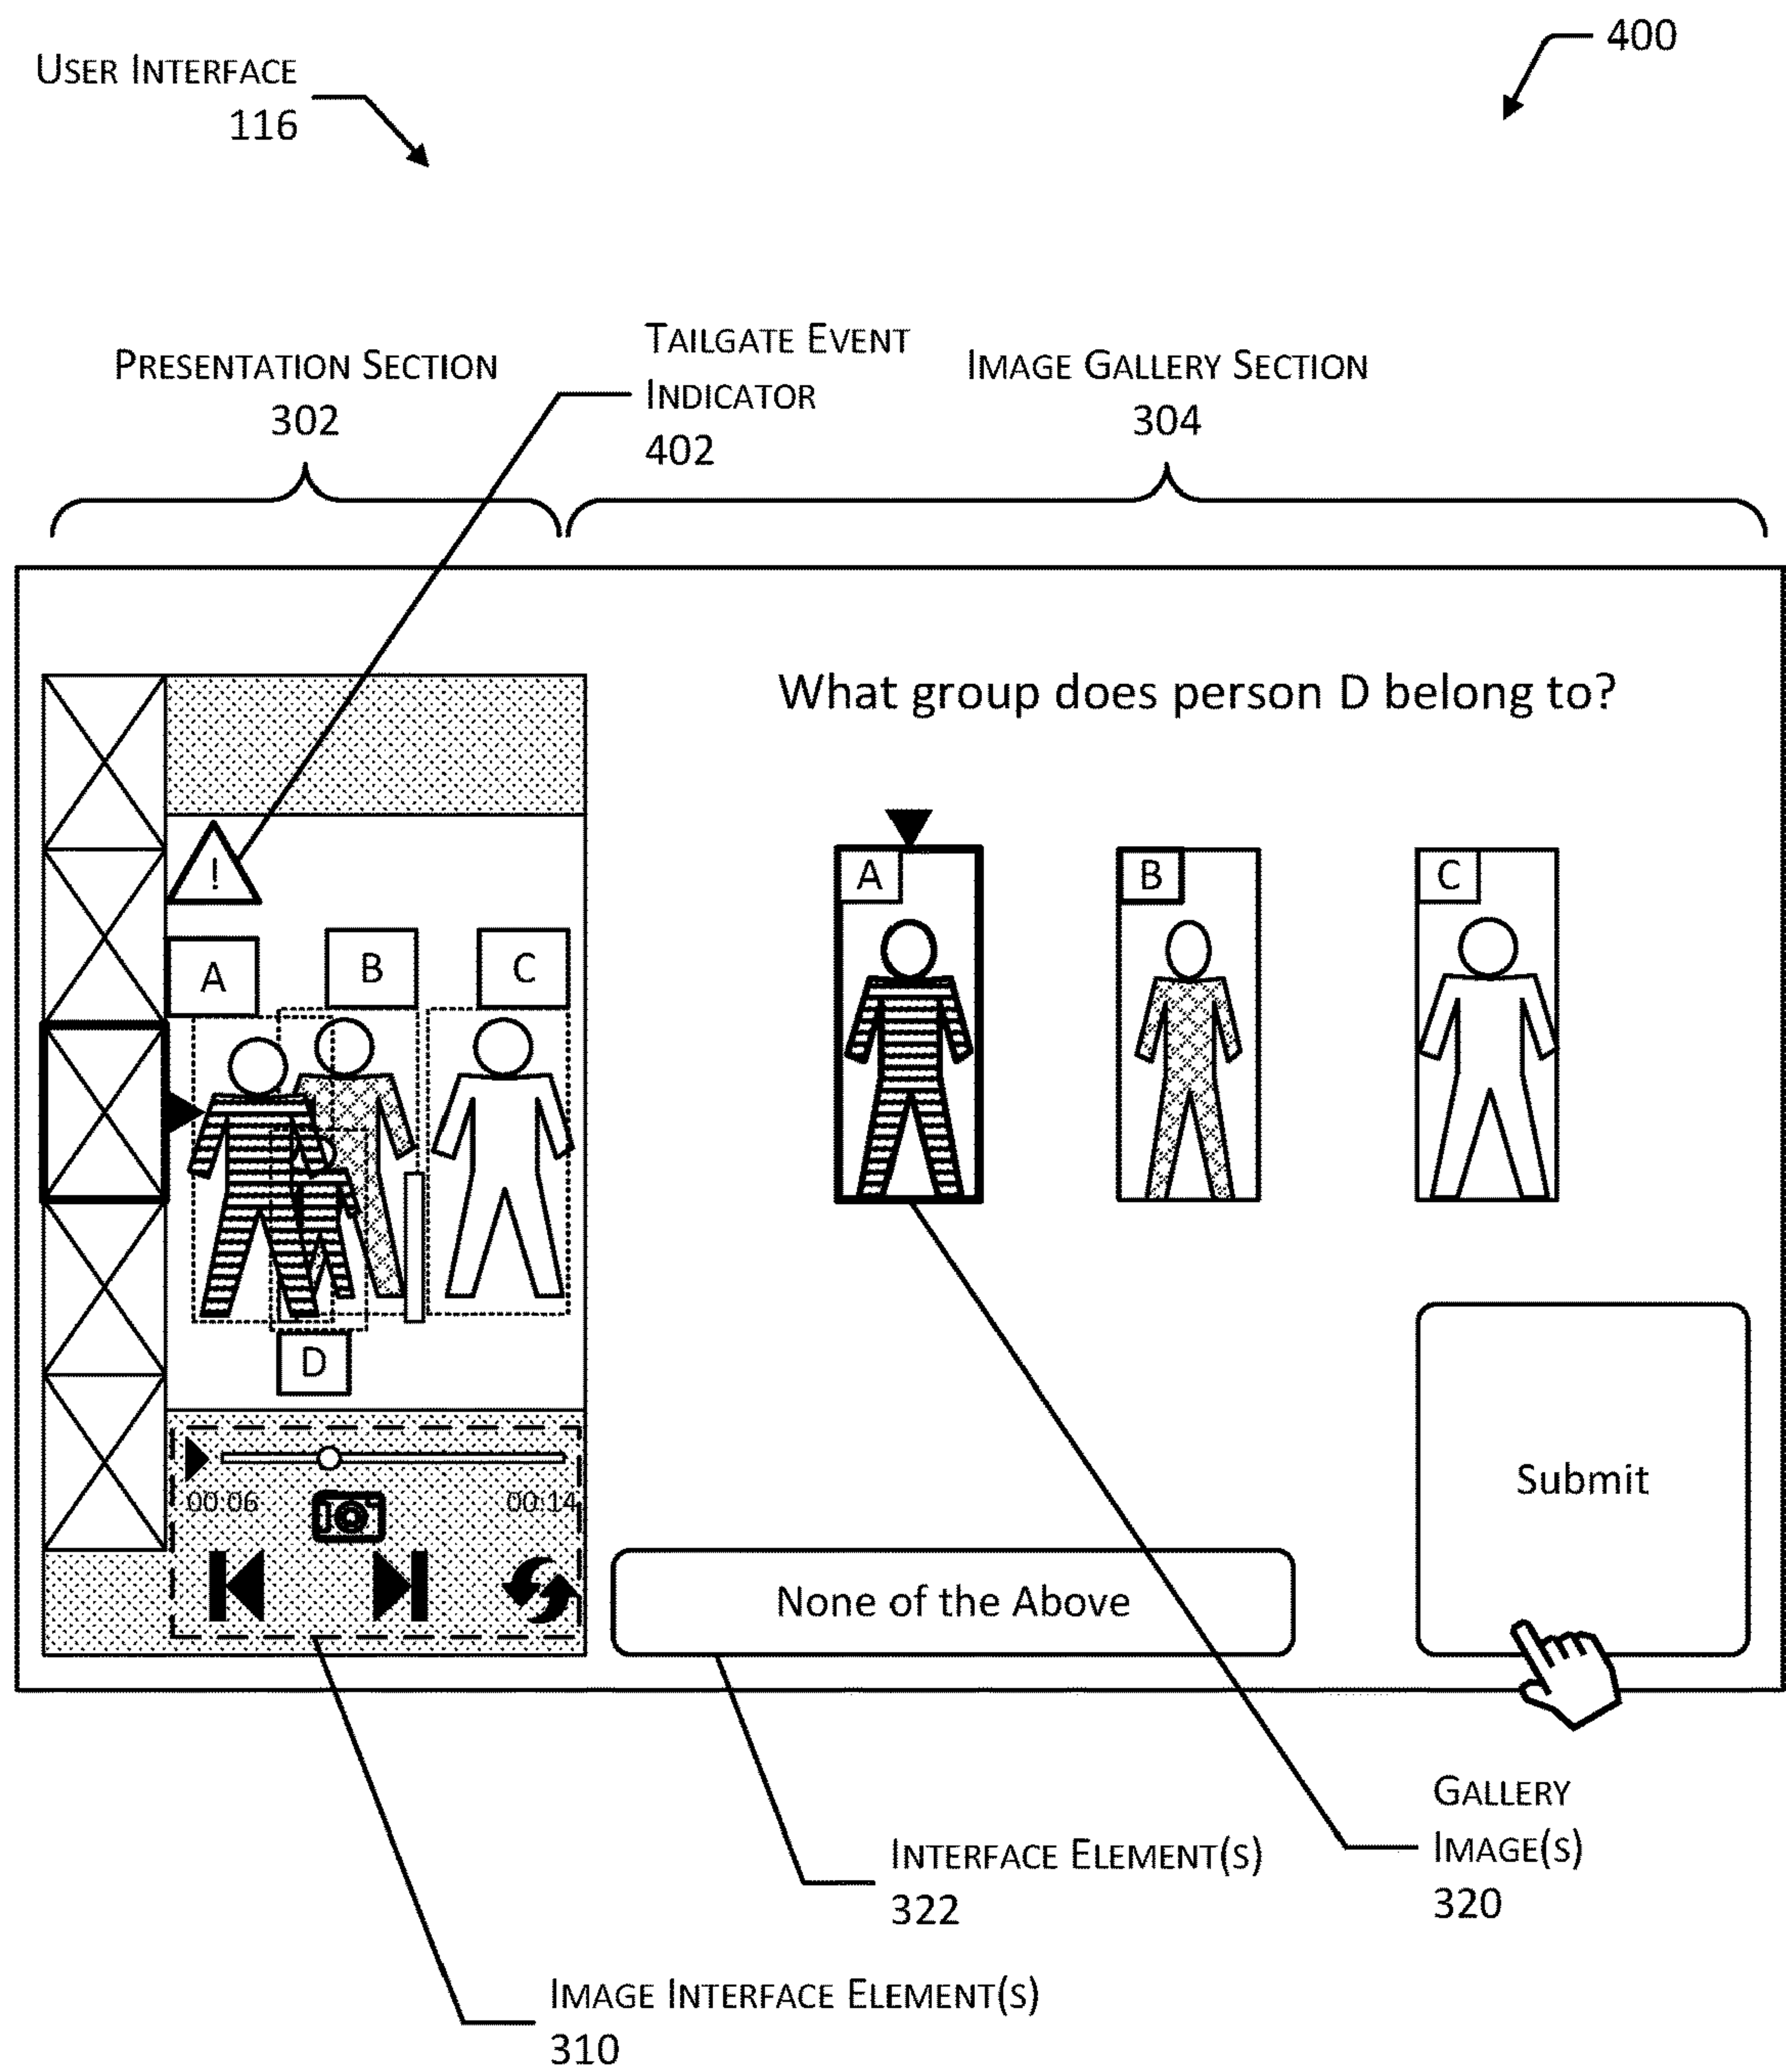 400
USER INTERFACE
116
PRESENTATION SECTION
302
TAILGATE EVENT
INDICATOR
402
IMAGE GALLERY SECTION
304
What group does person D belong to?
!
A
B
C
A
B
C
D
00:06
00:14
Submit
None of the Above
GALLERY
IMAGE(S)
320
INTERFACE ELEMENT(S)
322
IMAGE INTERFACE ELEMENT(S)
310